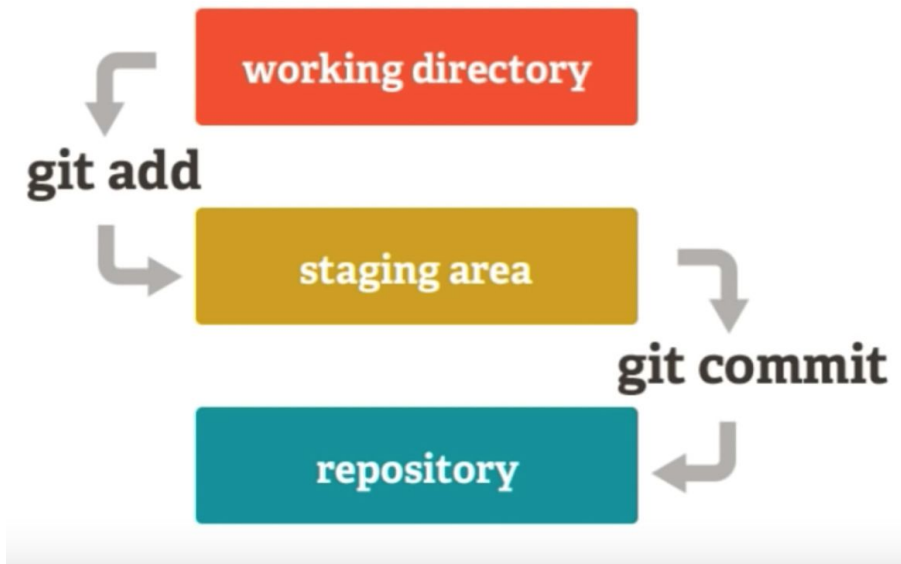 working directory
git add
staging area
git commit
repository